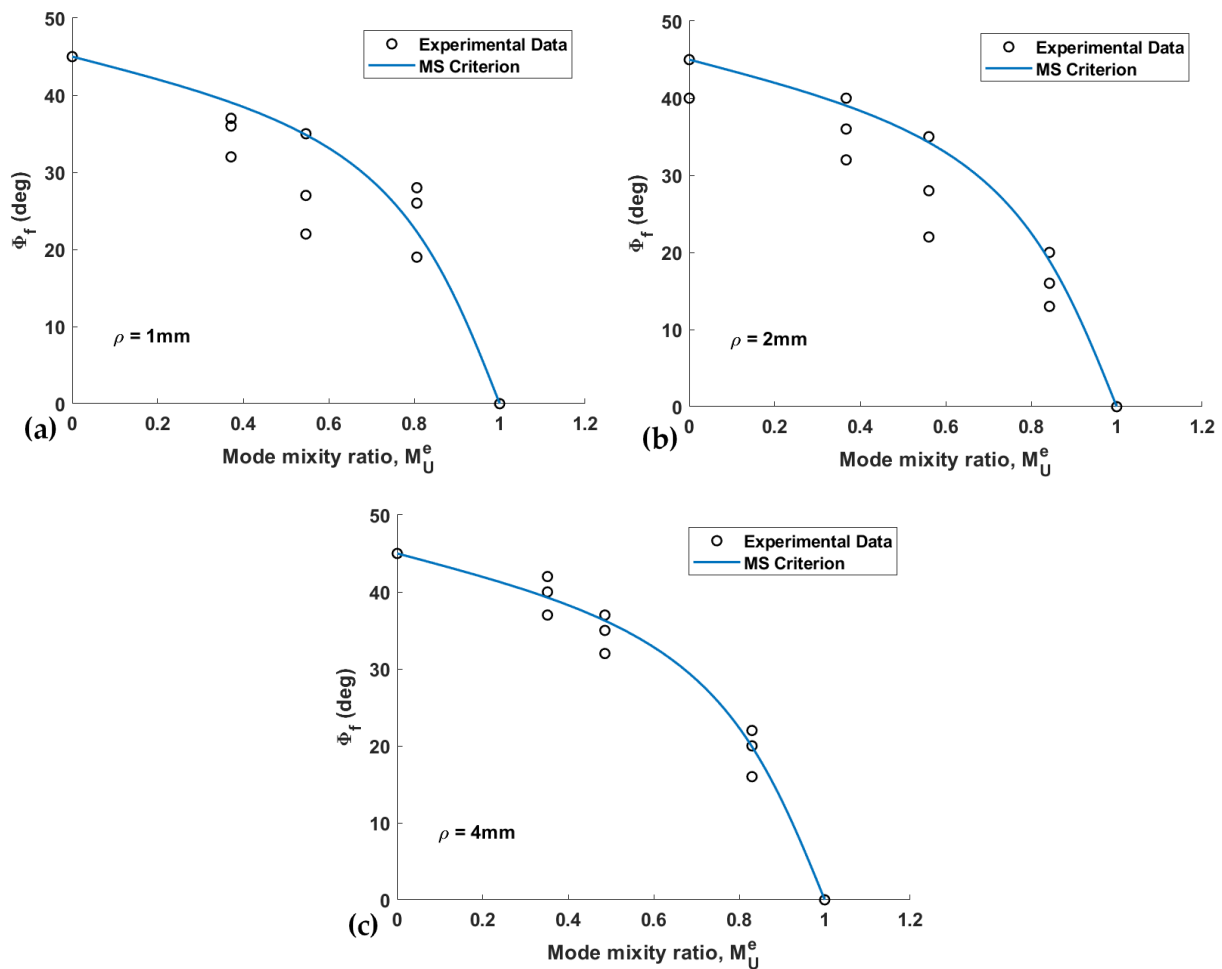 50
40
30
20
10
0
Φf (deg)
Experimental Data
MS Criterion
ρ = 1mm
0
0.2
0.4
0.6
0.8
1
1.2
(a)
Mode mixity ratio, M_U^e
50
40
30
20
10
0
Φf (deg)
Experimental Data
MS Criterion
ρ = 2mm
0
0.2
0.4
0.6
0.8
1
1.2
(b)
Mode mixity ratio, M_U^e
50
40
30
20
10
0
Φf (deg)
Experimental Data
MS Criterion
ρ = 4mm
0
0.2
0.4
0.6
0.8
1
1.2
(c)
Mode mixity ratio, M_U^e